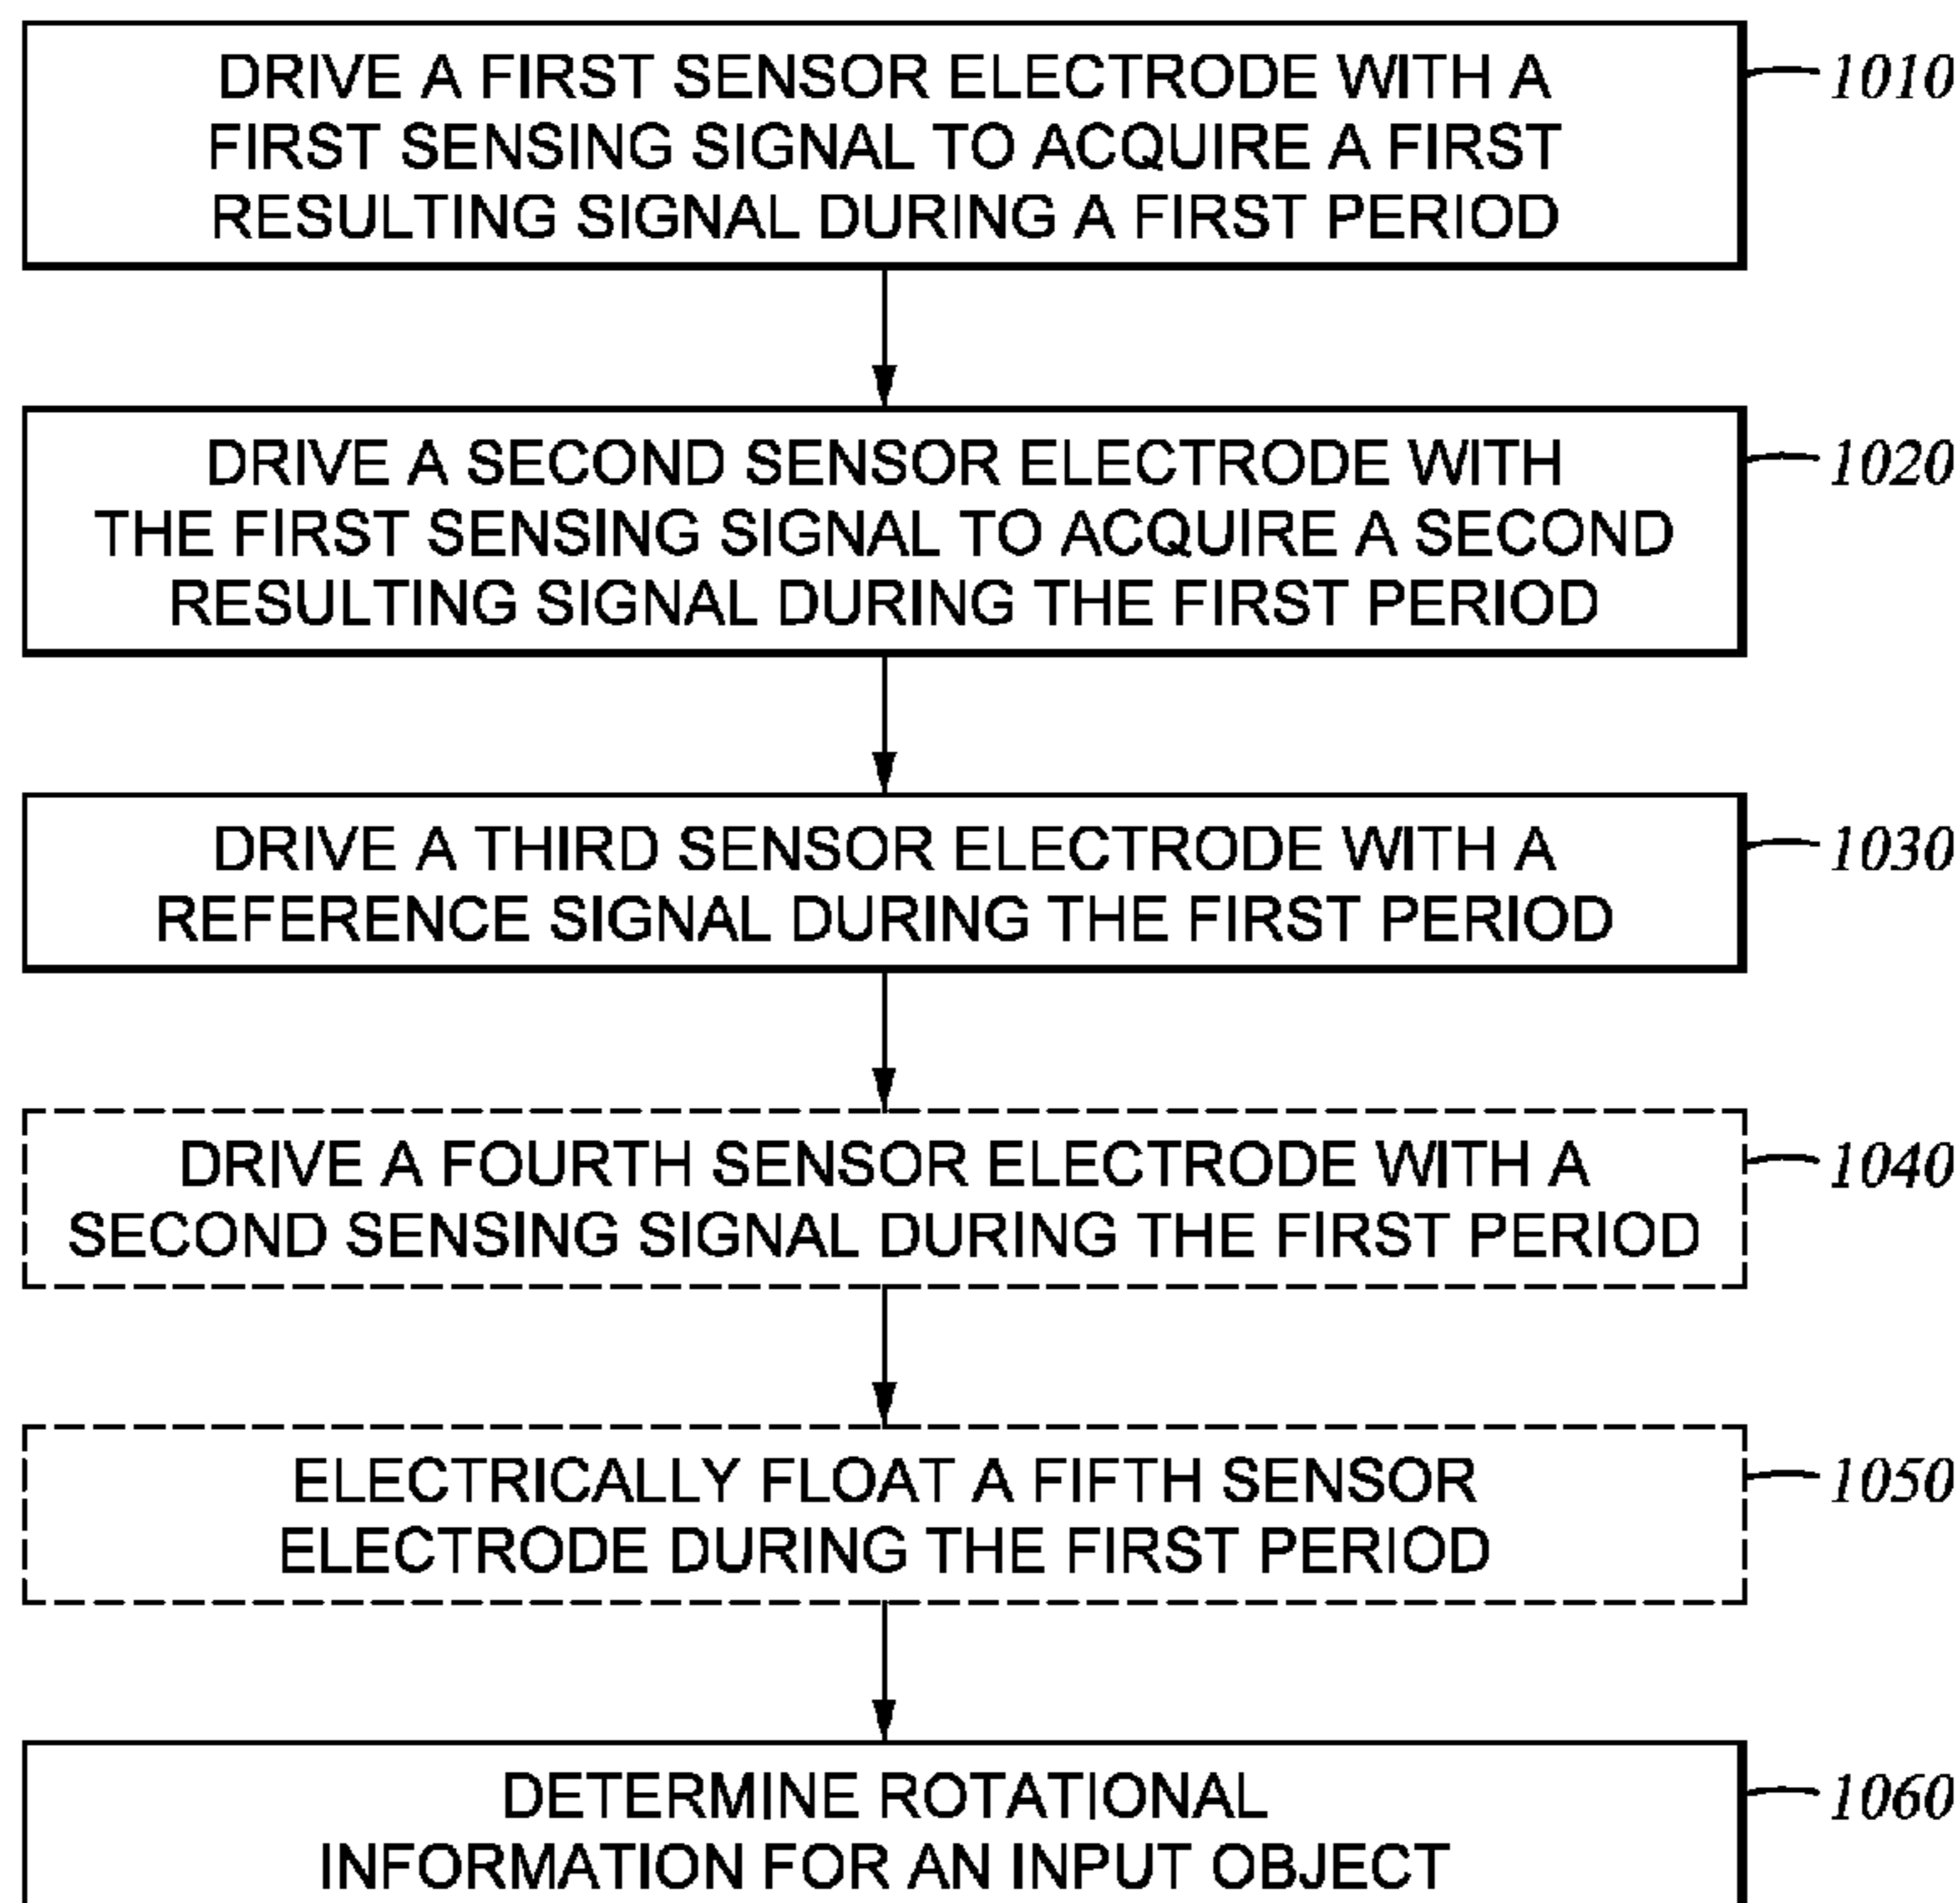 DRIVE A FIRST SENSOR ELECTRODE WITH A
FIRST SENSING SIGNAL TO ACQUIRE A FIRST
RESULTING SIGNAL DURING A FIRST PERIOD
1010
DRIVE A SECOND SENSOR ELECTRODE WITH
THE FIRST SENSING SIGNAL TO ACQUIRE A SECOND
RESULTING SIGNAL DURING THE FIRST PERIOD
1020
DRIVE A THIRD SENSOR ELECTRODE WITH A
REFERENCE SIGNAL DURING THE FIRST PERIOD
1030
DRIVE A FOURTH SENSOR ELECTRODE WITH A
SECOND SENSING SIGNAL DURING THE FIRST PERIOD
1040
ELECTRICALLY FLOAT A FIFTH SENSOR
ELECTRODE DURING THE FIRST PERIOD
1050
DETERMINE ROTATIONAL
INFORMATION FOR AN INPUT OBJECT
1060